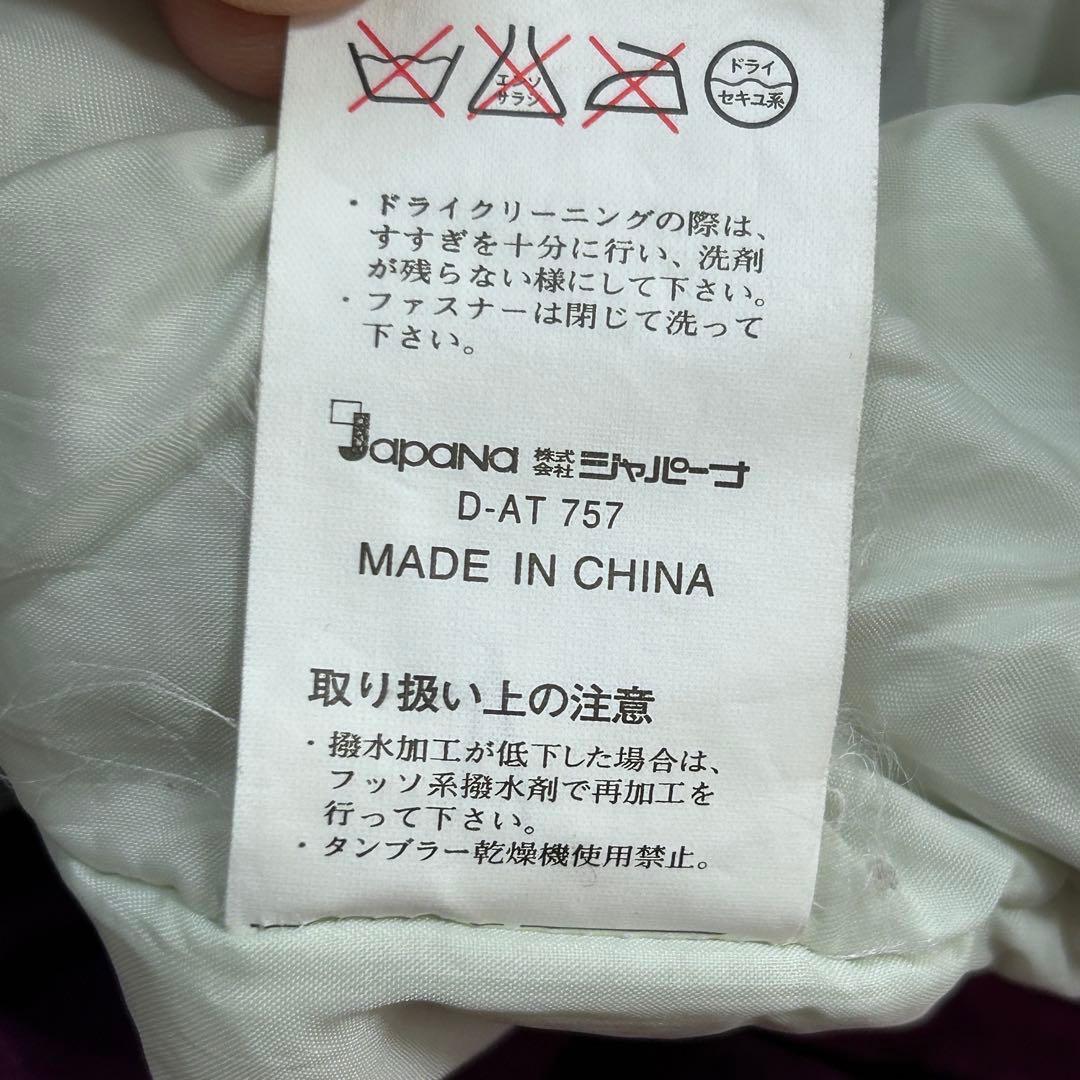 エンソ
サラシ
ドライ
セキユ系
・ドライクリーニングの際は、
すすぎを十分に行い、洗剤
が残らない様にして下さい。
・ファスナーは閉じて洗って
下さい。
JapaNa 株式会社 ジャパーナ
D-AT 757
MADE IN CHINA
取り扱い上の注意
・撥水加工が低下した場合は、
フッソ系撥水剤で再加工を
行って下さい。
・タンブラー乾燥機使用禁止。